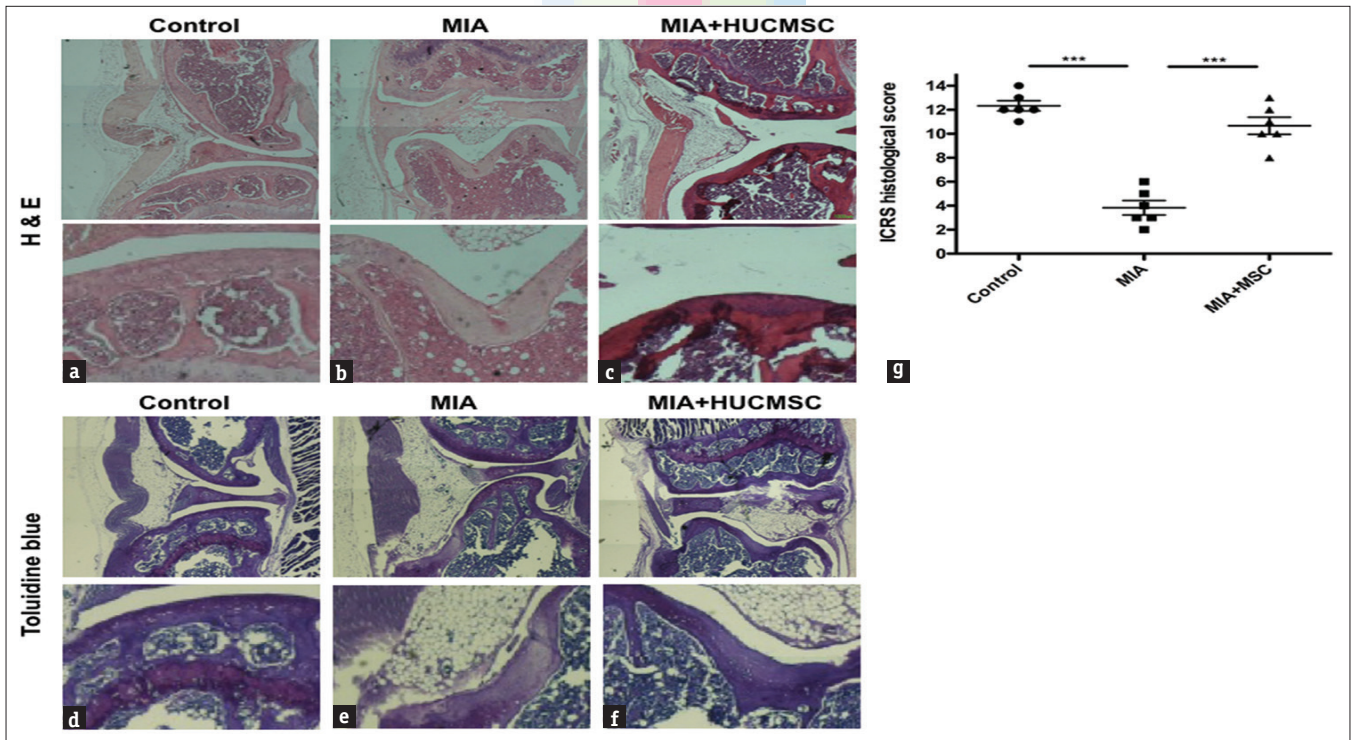 Control MIA MIA+HUCMSC
H & E
a b c
Control MIA MIA+HUCMSC
Toluidine blue
d e f
*** ***
ICRS histological score
14
12
10
8
6
4
2
0
Control MIA MIA+MSC
g